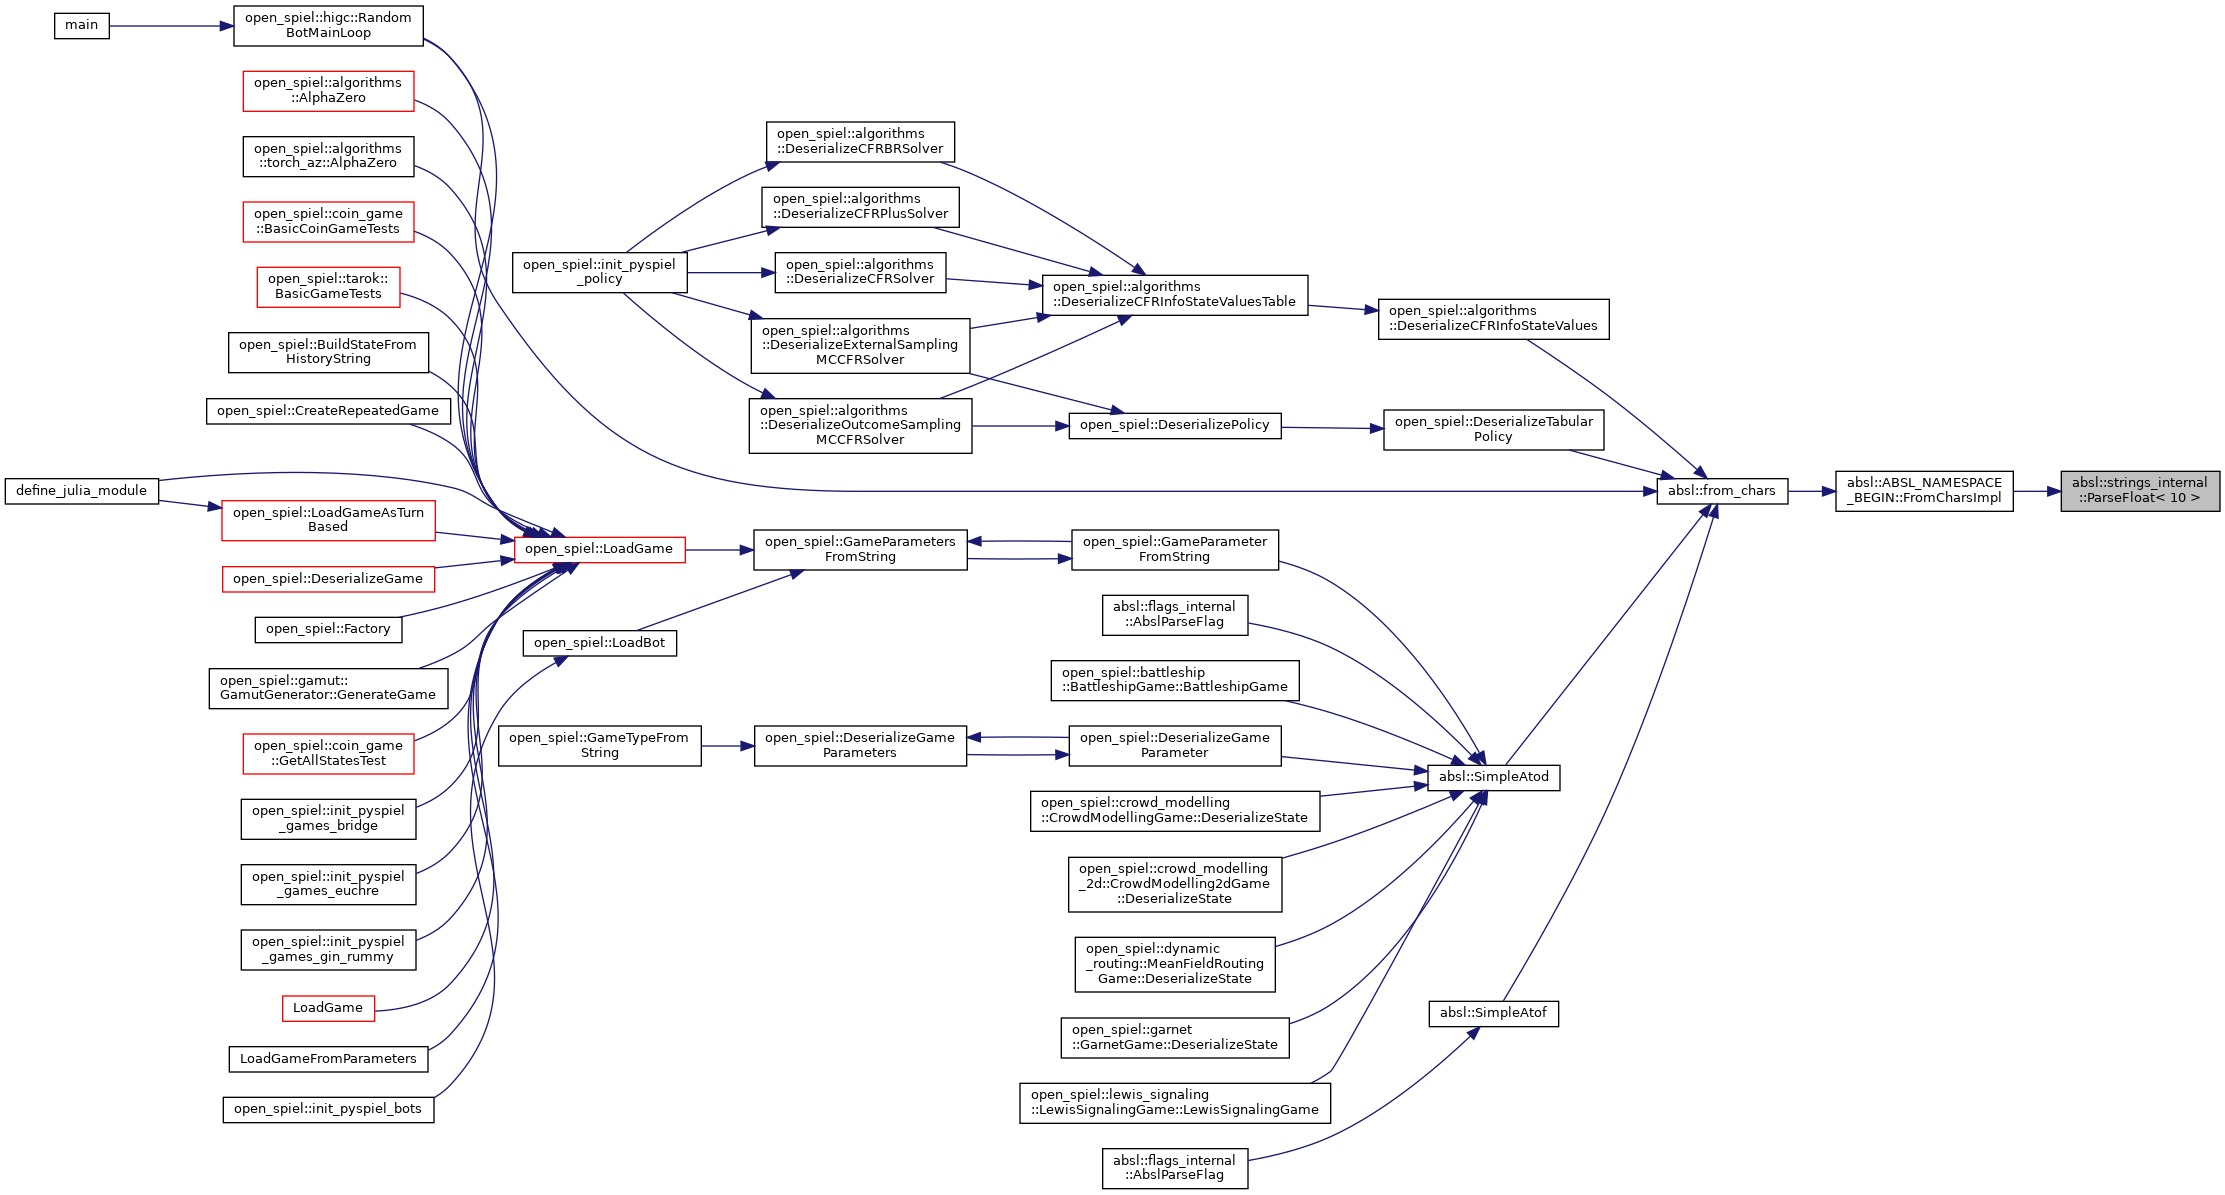 main
open_spiel::higc::Random
BotMainLoop
open_spiel::algorithms
::AlphaZero
open_spiel::algorithms
::torch_az::AlphaZero
open_spiel::coin_game
::BasicCoinGameTests
open_spiel::tarok::
BasicGameTests
open_spiel::BuildStateFrom
HistoryString
open_spiel::CreateRepeatedGame
define_julia_module
open_spiel::LoadGameAsTurn
Based
open_spiel::DeserializeGame
open_spiel::Factory
open_spiel::gamut::
GamutGenerator::GenerateGame
open_spiel::coin_game
::GetAllStatesTest
open_spiel::init_pyspiel
_games_bridge
open_spiel::init_pyspiel
_games_euchre
open_spiel::init_pyspiel
_games_gin_rummy
LoadGame
LoadGameFromParameters
open_spiel::init_pyspiel_bots
open_spiel::init_pyspiel
_policy
open_spiel::LoadGame
open_spiel::LoadBot
open_spiel::GameTypeFrom
String
open_spiel::algorithms
::DeserializeCFRBRSolver
open_spiel::algorithms
::DeserializeCFRPlusSolver
open_spiel::algorithms
::DeserializeCFRSolver
open_spiel::algorithms
::DeserializeExternalSampling
MCCFRSolver
open_spiel::algorithms
::DeserializeOutcomeSampling
MCCFRSolver
open_spiel::GameParameters
FromString
open_spiel::DeserializeGame
Parameters
open_spiel::algorithms
::DeserializeCFRInfoStateValuesTable
open_spiel::DeserializePolicy
open_spiel::GameParameter
FromString
absl::flags_internal
::AbslParseFlag
open_spiel::battleship
::BattleshipGame::BattleshipGame
open_spiel::DeserializeGame
Parameter
open_spiel::crowd_modelling
::CrowdModellingGame::DeserializeState
open_spiel::crowd_modelling
_2d::CrowdModelling2dGame
::DeserializeState
open_spiel::dynamic
_routing::MeanFieldRouting
Game::DeserializeState
open_spiel::garnet
::GarnetGame::DeserializeState
open_spiel::lewis_signaling
::LewisSignalingGame::LewisSignalingGame
absl::flags_internal
::AbslParseFlag
open_spiel::algorithms
::DeserializeCFRInfoStateValues
open_spiel::DeserializeTabular
Policy
absl::SimpleAtod
absl::SimpleAtof
absl::from_chars
absl::ABSL_NAMESPACE
_BEGIN::FromCharsImpl
absl::strings_internal
::ParseFloat< 10 >